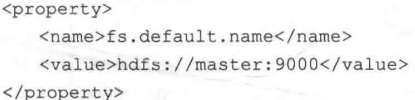 <property>
<name>fs.default.name</name>
<value>hdfs://master:9000</value>
</property>